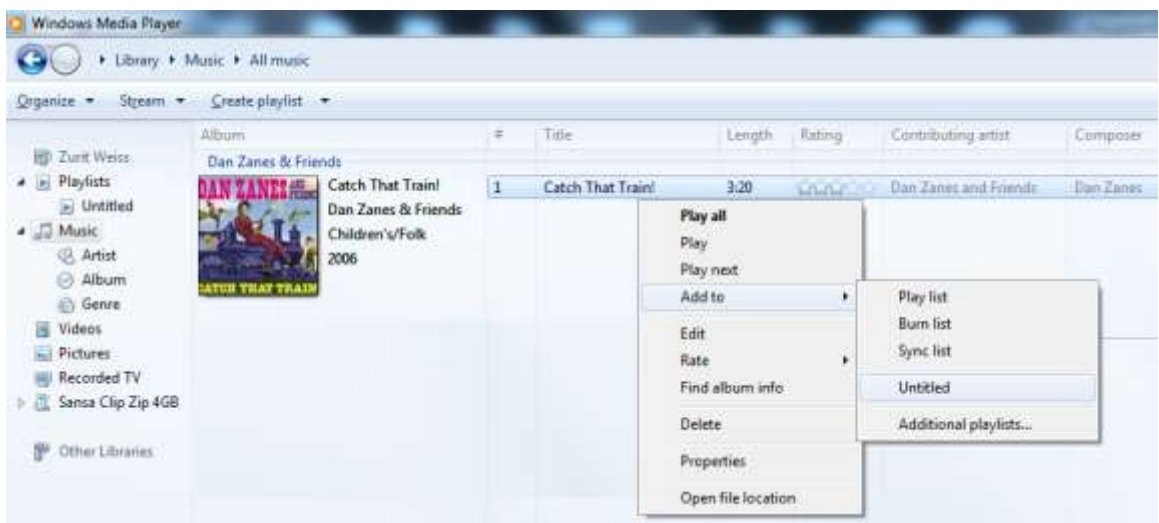 Windows Media Player
Library Music All music
Organize Stream Create playlist
Album # Title Length Rating Contributing artist Composer
Zurit Weiss
Playlists
Untitled
Music
Artist
Album
Genre
Videos
Pictures
Recorded TV
Sansa Clip Zip 4GB
Other Libraries
Dan Zanes & Friends
DAN ZANES
CATCH THAT TRAIN
Catch That Train!
Dan Zanes & Friends
Children's/Folk
2006
1 Catch That Train! 3:20 Dan Zanes and Friends Dan Zanes
Play all
Play
Play next
Add to
Edit
Rate
Find album info
Delete
Properties
Open file location
Play list
Burn list
Sync list
Untitled
Additional playlists...